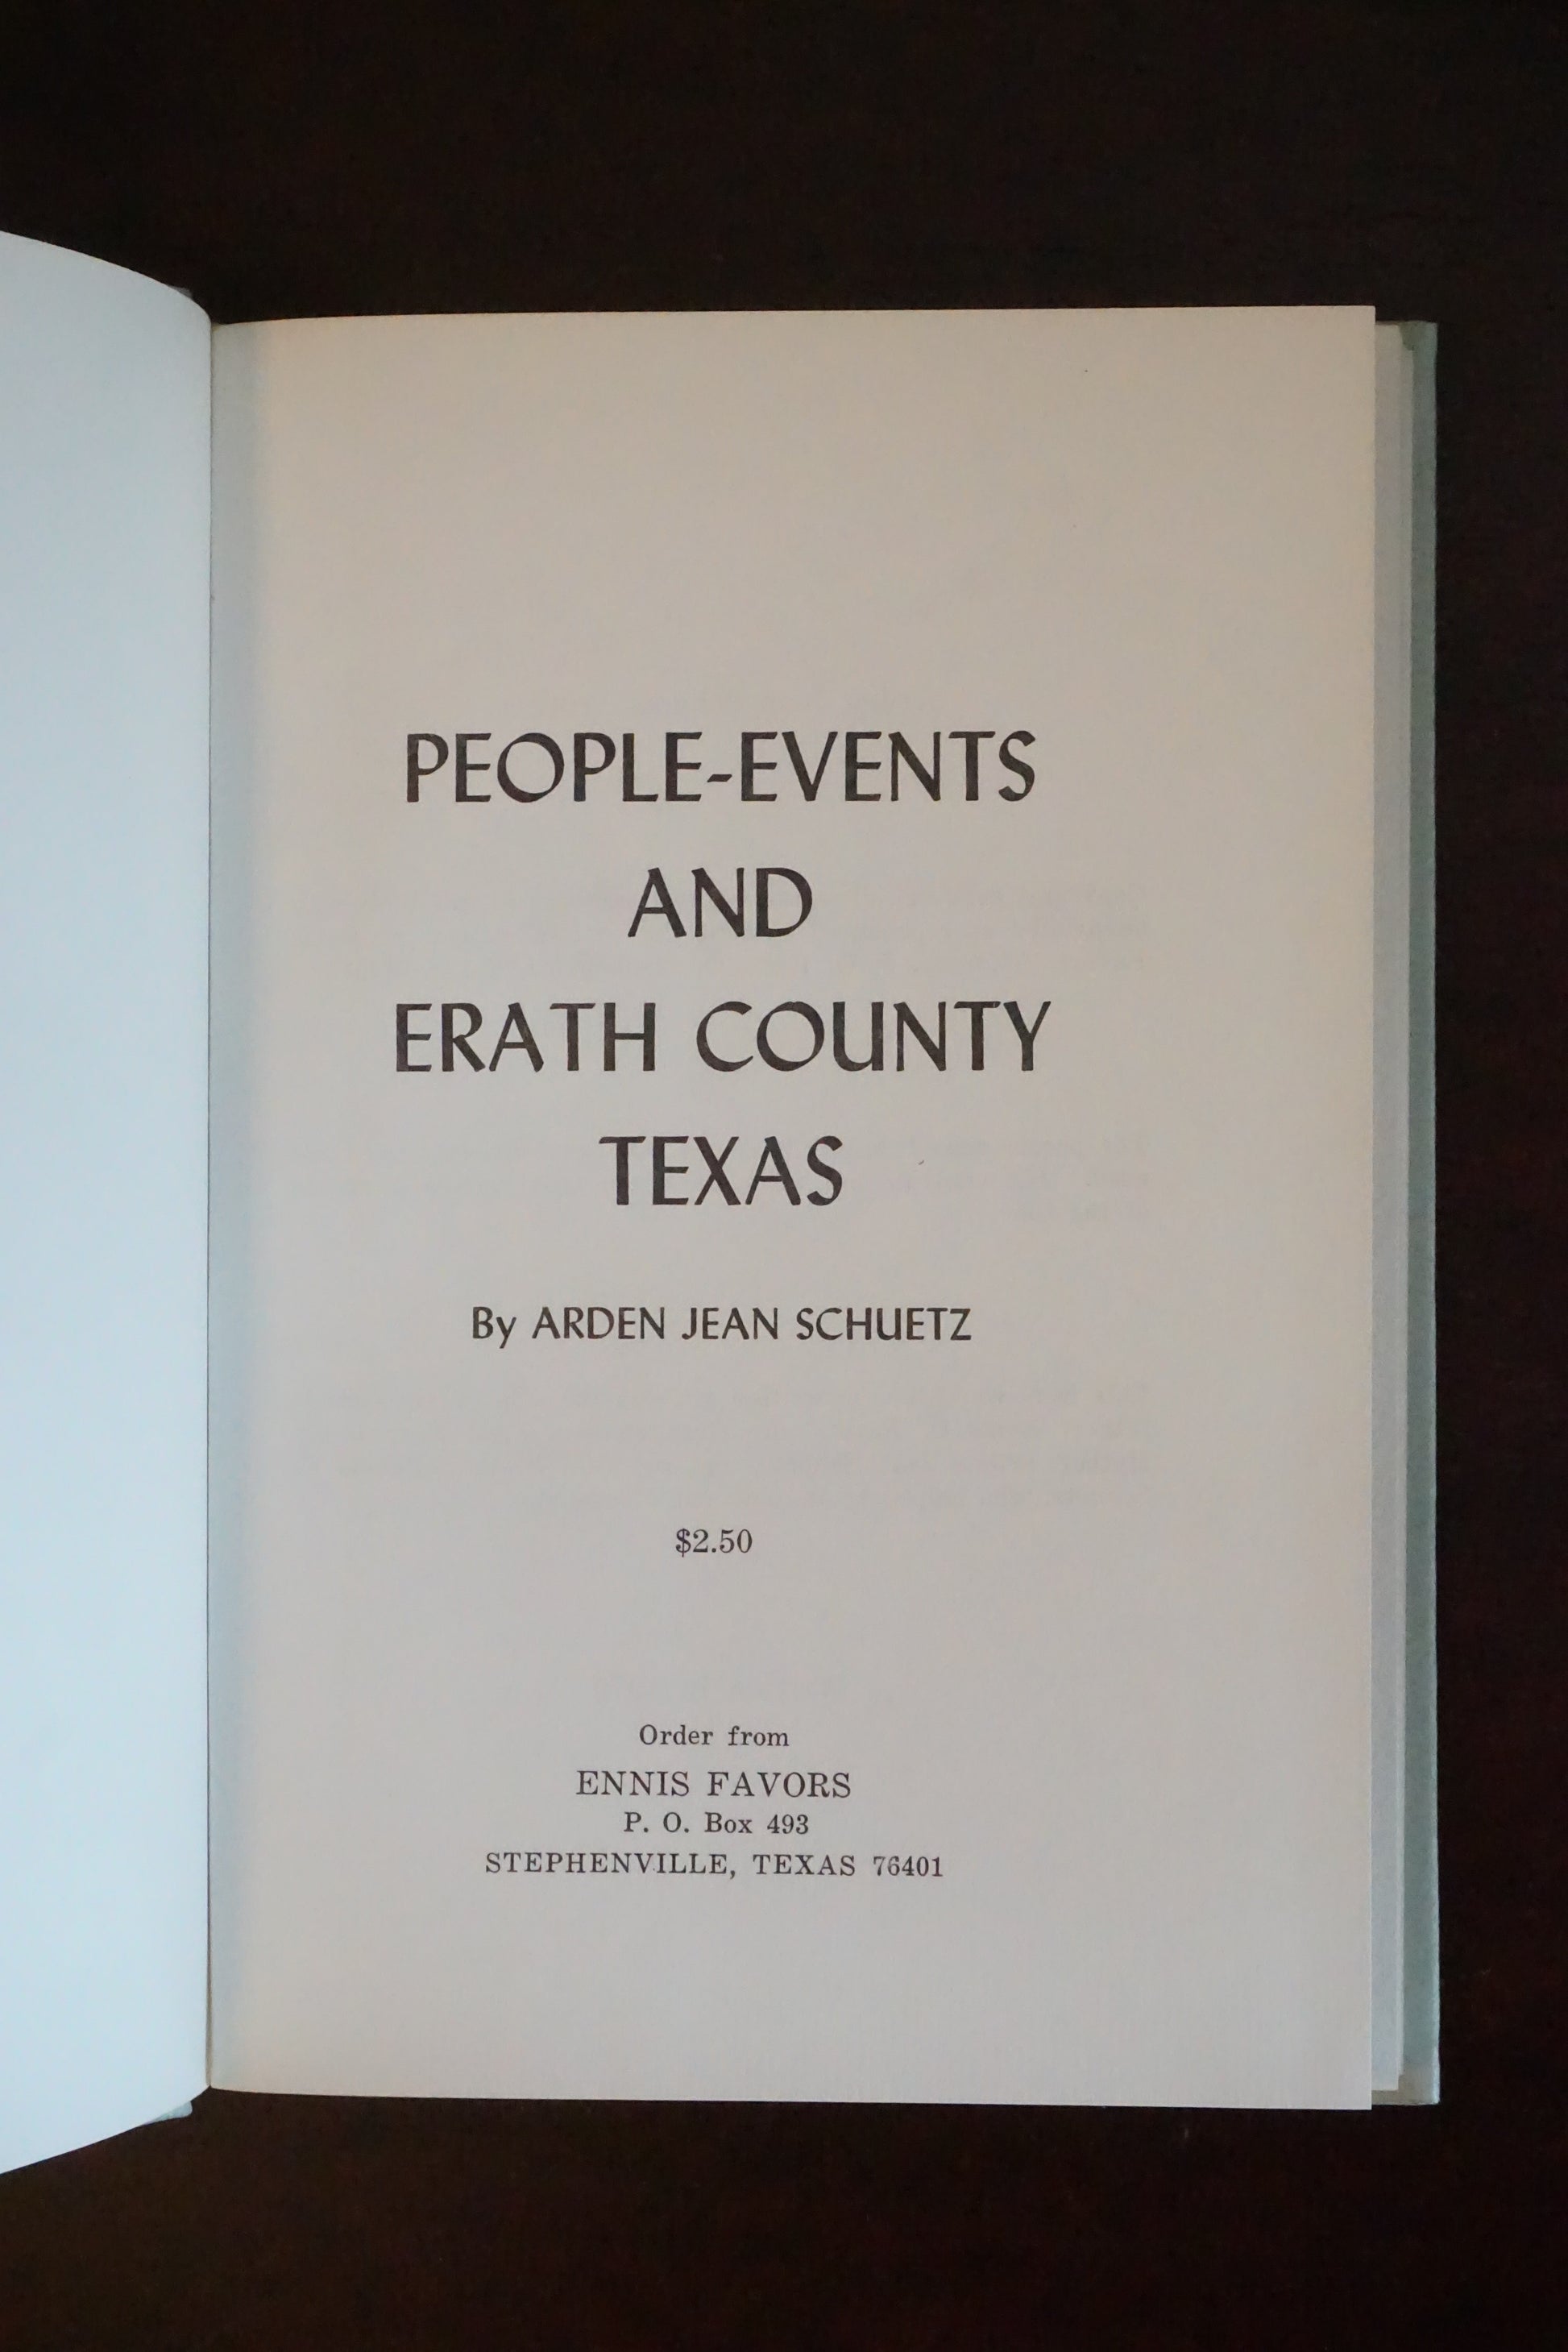 PEOPLE-EVENTS
AND
ERATH COUNTY
TEXAS
By ARDEN JEAN SCHUETZ
$2.50
Order from
ENNIS FAVORS
P. O. Box 493
STEPHENVILLE, TEXAS 76401